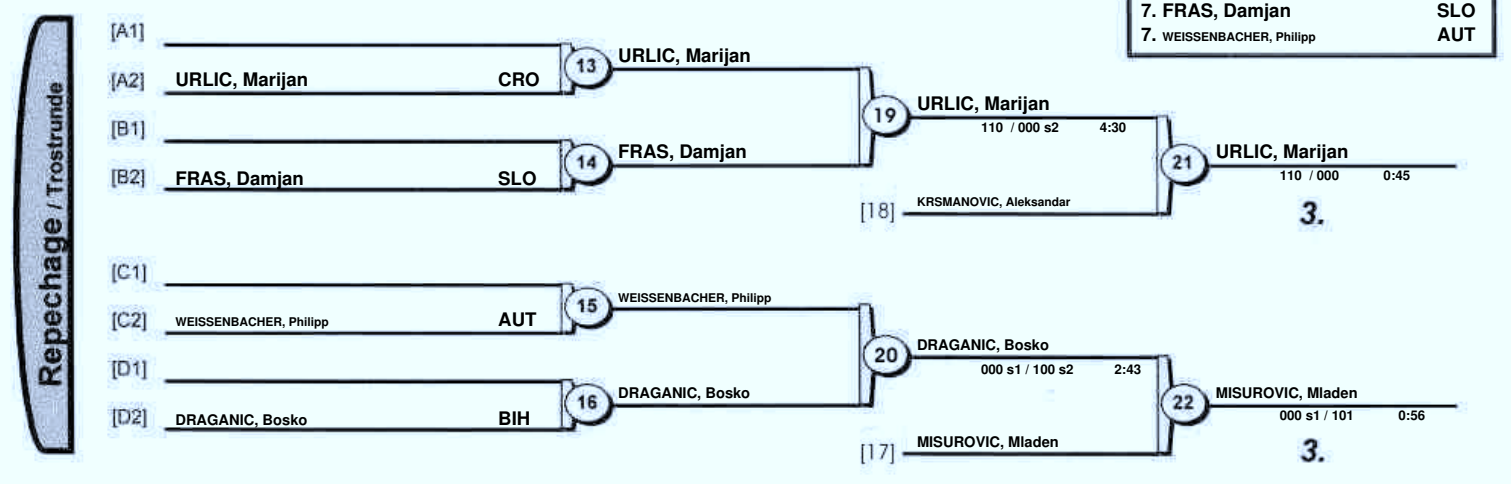 7. FRAS, Damjan SLO
7. WEISSENBACHER, Philipp AUT
Repechage / Trostrunde
[A1]
[A2] URLIC, Marijan CRO
13 URLIC, Marijan
[B1]
[B2] FRAS, Damjan SLO
14 FRAS, Damjan
19 URLIC, Marijan
110 / 000 s2 4:30
[18] KRSMANOVIC, Aleksandar
21 URLIC, Marijan
110 / 000 0:45
3.
[C1]
[C2] WEISSENBACHER, Philipp AUT
15 WEISSENBACHER, Philipp
[D1]
[D2] DRAGANIC, Bosko BIH
16 DRAGANIC, Bosko
20 DRAGANIC, Bosko
000 s1 / 100 s2 2:43
[17] MISUROVIC, Mladen
22 MISUROVIC, Mladen
000 s1 / 101 0:56
3.